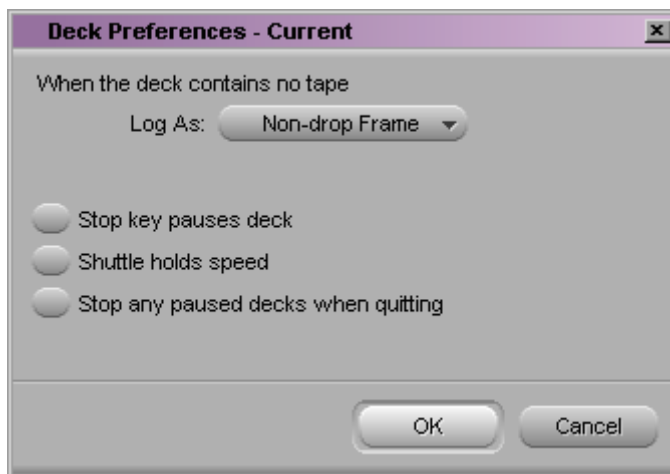 Deck Preferences - Current
When the deck contains no tape
Log As: Non-drop Frame
Stop key pauses deck
Shuttle holds speed
Stop any paused decks when quitting
OK Cancel